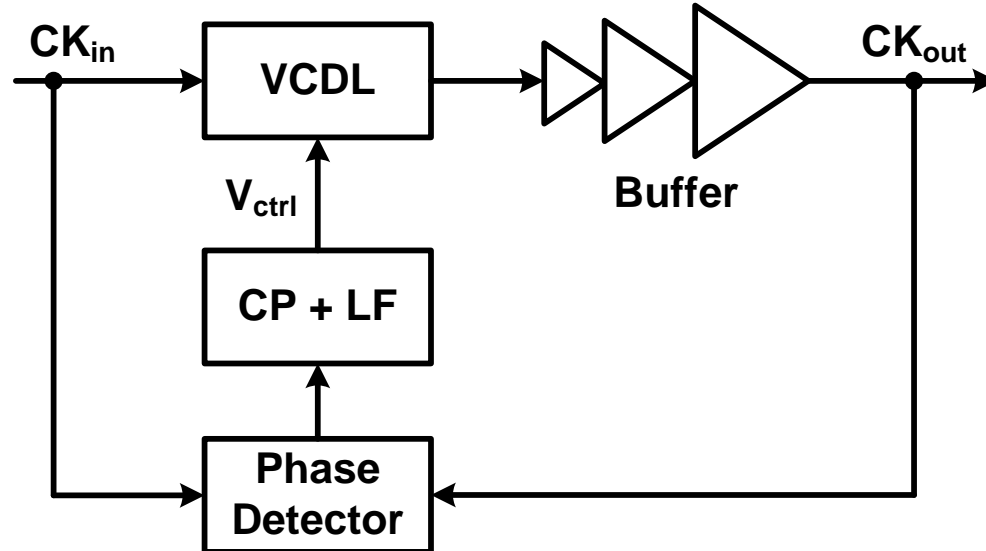 CKin
VCDL
CKout
Buffer
Vctrl
CP + LF
Phase
Detector